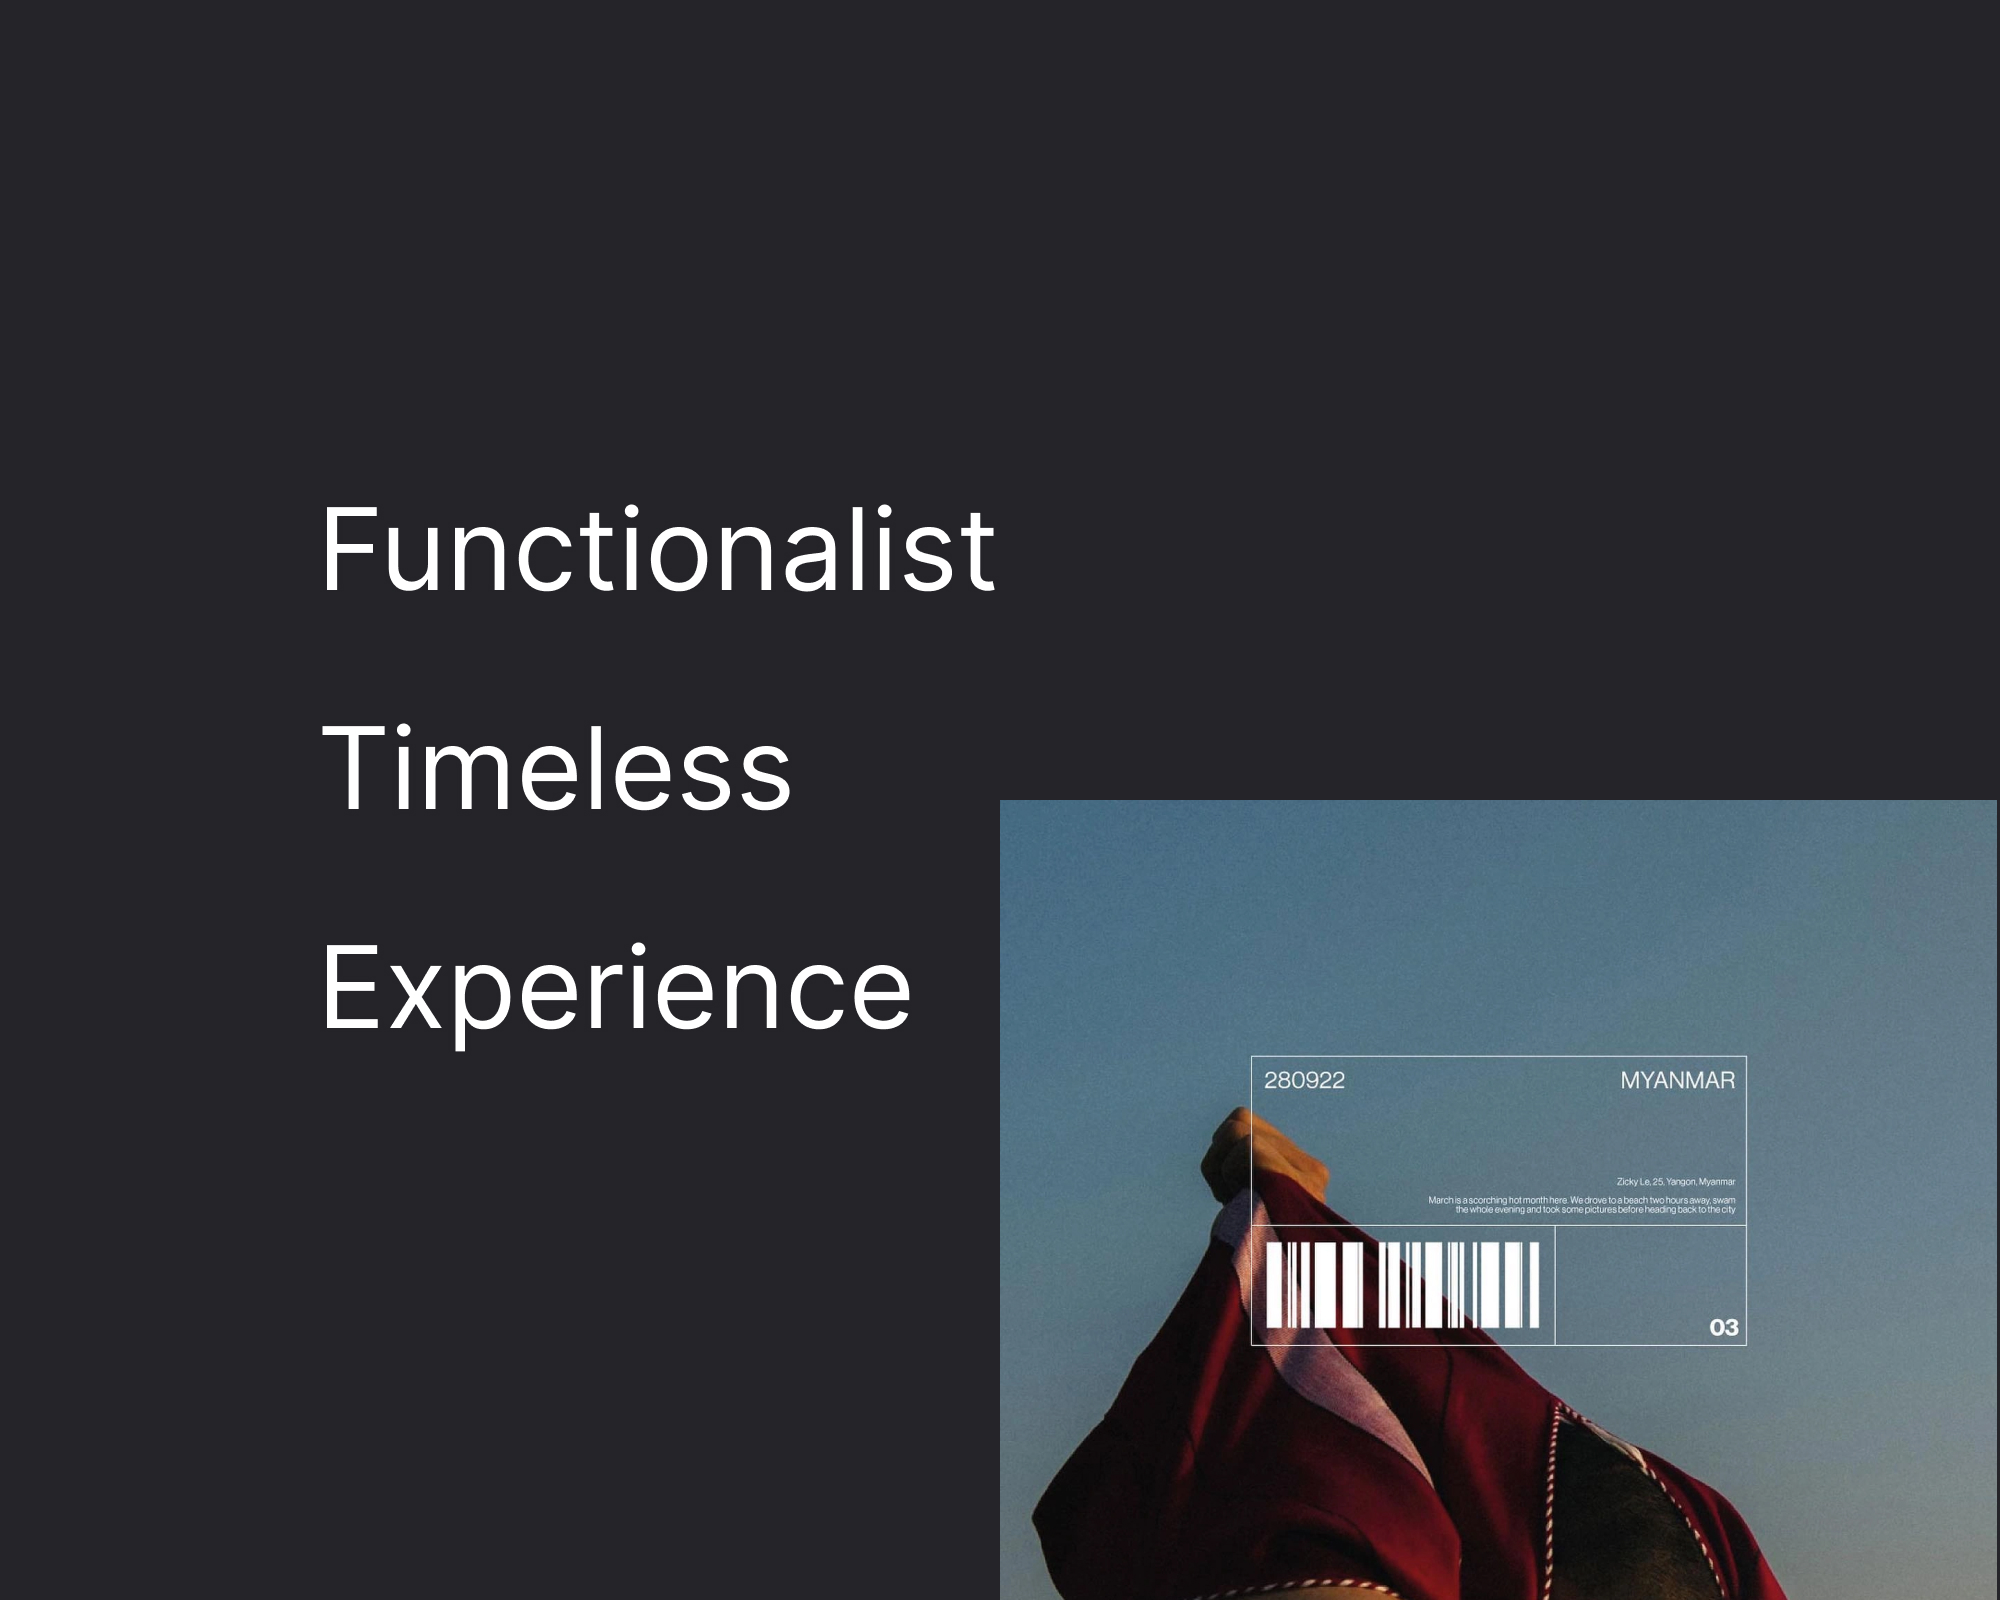 Functionalist
Timeless
Experience
280922
MYANMAR
Zicky Le, 25, Yangon, Myanmar
March is a scorching hot month here. We drove to a beach two hours away, swam
the whole evening and took some pictures before heading back to the city
03